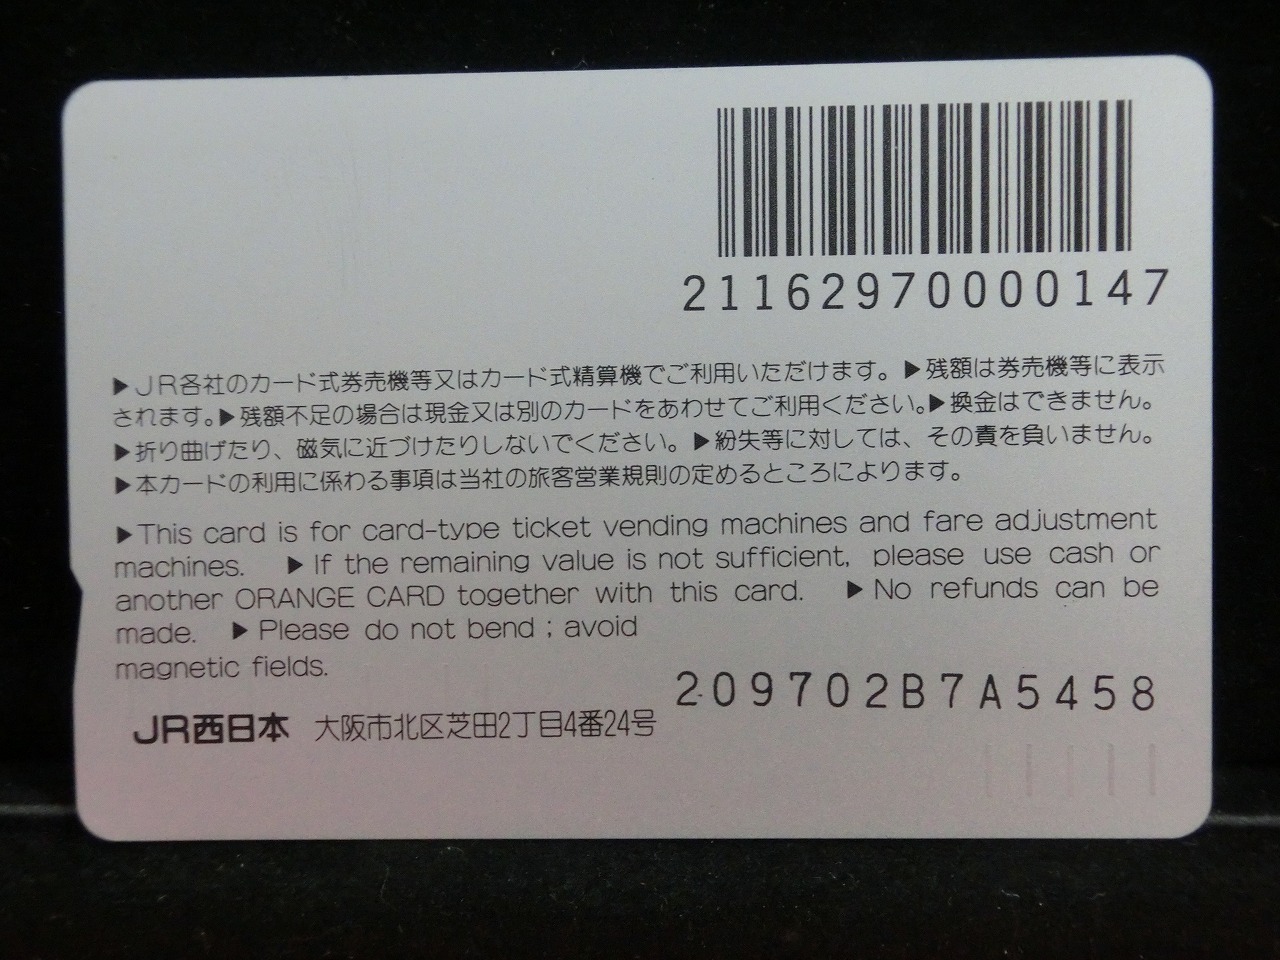 21162970000147
▶JR各社のカード式券売機等又はカード式精算機でご利用いただけます。▶残額は券売機等に表示
されます。▶残額不足の場合は現金又は別のカードをあわせてご利用ください。▶換金はできません。
▶折り曲げたり、磁気に近づけたりしないでください。▶紛失等に対しては、その責を負いません。
▶本カードの利用に係わる事項は当社の旅客営業規則の定めるところによります。
▶This card is for card-type ticket vending machines and fare adjustment
machines. ▶If the remaining value is not sufficient, please use cash or
another ORANGE CARD together with this card. ▶No refunds can be
made. ▶Please do not bend; avoid
magnetic fields.
209702B7A5458
JR西日本 大阪市北区芝田2丁目4番24号